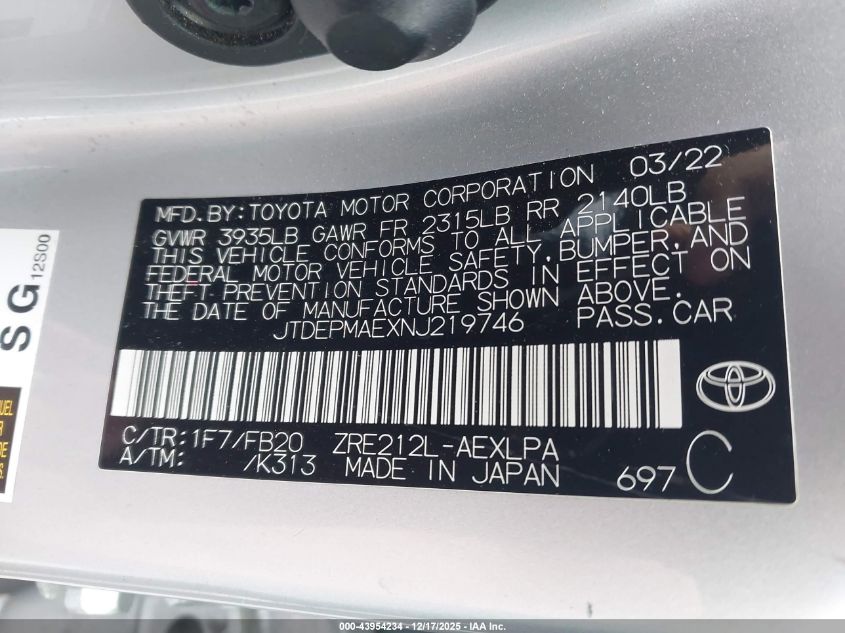 MFD. BY: TOYOTA MOTOR CORPORATION 03/22
GVWR 3935LB GAWR FR 2315LB RR 2140LB
THIS VEHICLE CONFORMS TO ALL APPLICABLE
FEDERAL MOTOR VEHICLE SAFETY, BUMPER, AND
THEFT PREVENTION STANDARDS IN EFFECT ON
THE DATE OF MANUFACTURE SHOWN ABOVE.
JTDEPMAEXNJ219746 PASS. CAR
C/TR: 1F7/FB20 ZRE212L-AEXLPA
A/TM: /K313 MADE IN JAPAN 697 C
SG 12S00
000-43954234 - 12/17/2025 - IAA Inc.